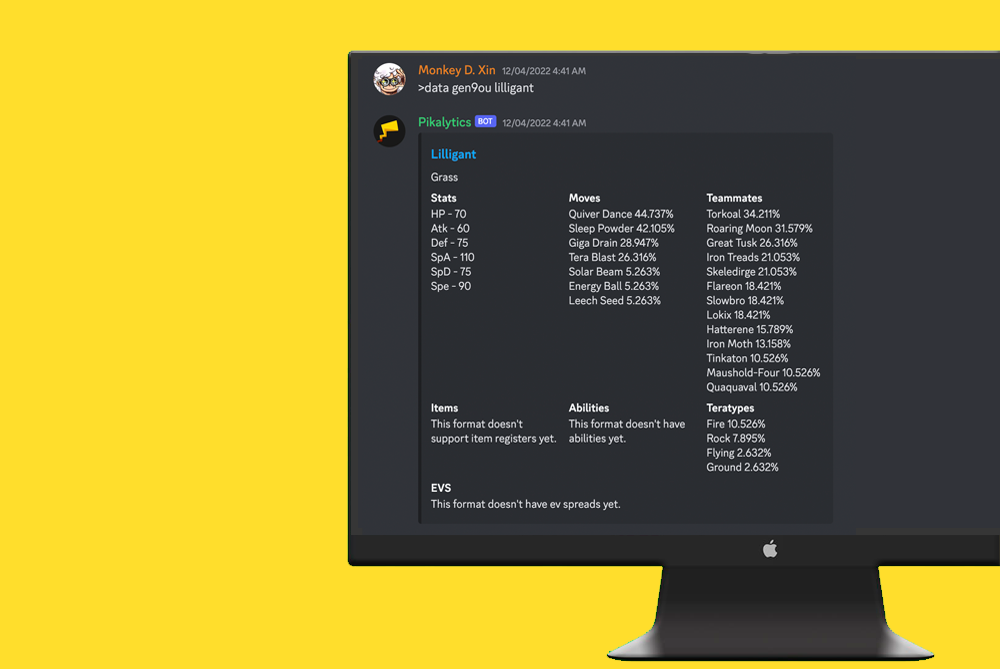 Monkey D. Xin 12/04/2022 4:41 AM
>data gen9ou lilligant
Pikalytics BOT 12/04/2022 4:41 AM
Lilligant
Grass
Stats
HP - 70
Atk - 60
Def - 75
SpA - 110
SpD - 75
Spe - 90
Moves
Quiver Dance 44.737%
Sleep Powder 42.105%
Giga Drain 28.947%
Tera Blast 26.316%
Solar Beam 5.263%
Energy Ball 5.263%
Leech Seed 5.263%
Teammates
Torkoal 34.211%
Roaring Moon 31.579%
Great Tusk 26.316%
Iron Treads 21.053%
Skeledirge 21.053%
Flareon 18.421%
Slowbro 18.421%
Lokix 18.421%
Hatterene 15.789%
Iron Moth 13.158%
Tinkaton 10.526%
Maushold-Four 10.526%
Quaquaval 10.526%
Items
This format doesn't
support item registers yet.
Abilities
This format doesn't have
abilities yet.
Teratypes
Fire 10.526%
Rock 7.895%
Flying 2.632%
Ground 2.632%
EVS
This format doesn't have ev spreads yet.